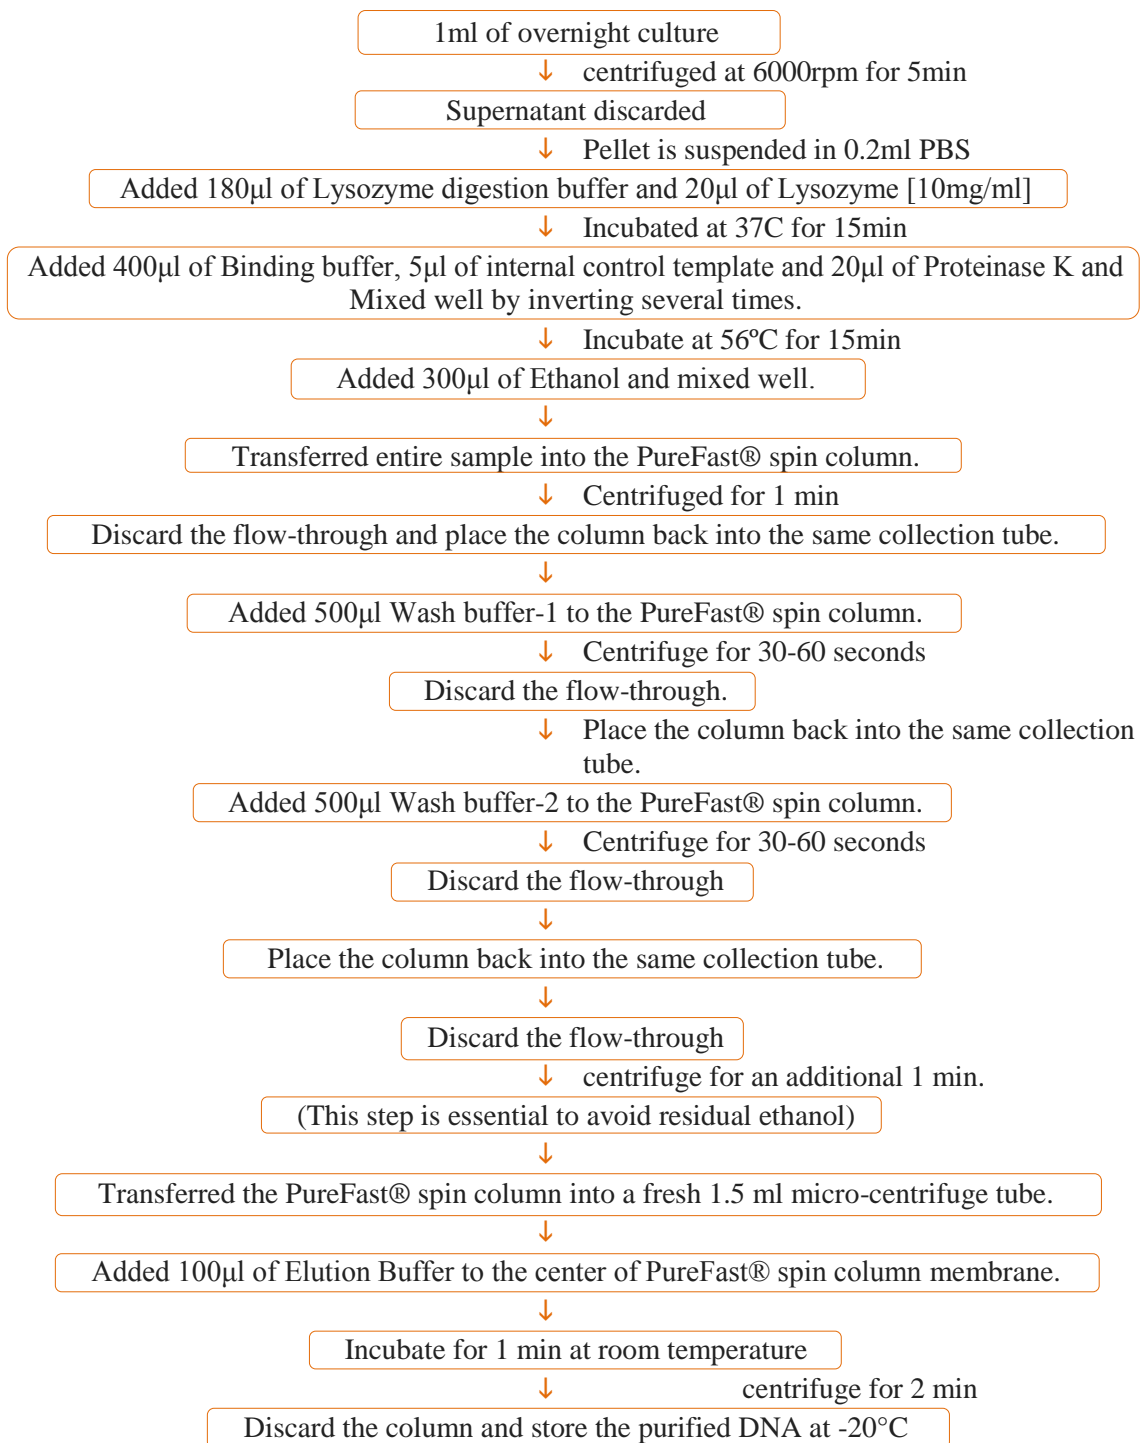 1ml of overnight culture
↓ centrifuged at 6000rpm for 5min
Supernatant discarded
↓ Pellet is suspended in 0.2ml PBS
Added 180μl of Lysozyme digestion buffer and 20μl of Lysozyme [10mg/ml]
↓ Incubated at 37C for 15min
Added 400μl of Binding buffer, 5μl of internal control template and 20μl of Proteinase K and
Mixed well by inverting several times.
↓ Incubate at 56ºC for 15min
Added 300μl of Ethanol and mixed well.
↓
Transferred entire sample into the PureFast® spin column.
↓ Centrifuged for 1 min
Discard the flow-through and place the column back into the same collection tube.
↓
Added 500μl Wash buffer-1 to the PureFast® spin column.
↓ Centrifuge for 30-60 seconds
Discard the flow-through.
↓ Place the column back into the same collection
tube.
Added 500μl Wash buffer-2 to the PureFast® spin column.
↓ Centrifuge for 30-60 seconds
Discard the flow-through
↓
Place the column back into the same collection tube.
↓
Discard the flow-through
↓ centrifuge for an additional 1 min.
(This step is essential to avoid residual ethanol)
↓
Transferred the PureFast® spin column into a fresh 1.5 ml micro-centrifuge tube.
↓
Added 100μl of Elution Buffer to the center of PureFast® spin column membrane.
↓
Incubate for 1 min at room temperature
↓ centrifuge for 2 min
Discard the column and store the purified DNA at -20°C